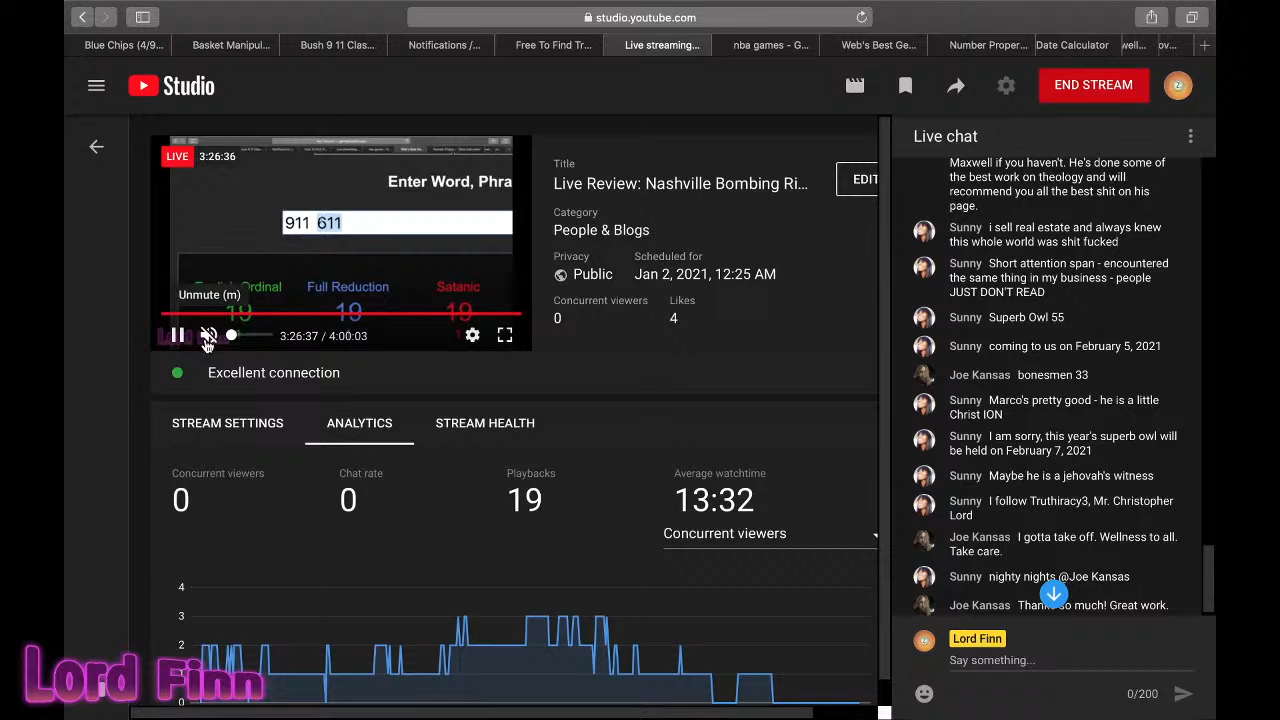 studio.youtube.com
Blue Chips (4/9...
Basket Manipul...
Bush 9 11 Clas...
Notifications /...
Free To Find Tr...
Live streaming...
nba games - G...
Web's Best Ge...
Number Proper...
Date Calculator
well...
ov...
Studio
END STREAM
LIVE
3:26:36
Enter Word, Phra
911 611
Ordinal
Full Reduction
Satanic
19
19
19
Unmute (m)
3:26:37 / 4:00:03
Excellent connection
Title
Live Review: Nashville Bombing Ri...
EDIT
Category
People & Blogs
Privacy
Scheduled for
Public
Jan 2, 2021, 12:25 AM
Concurrent viewers
Likes
0
4
STREAM SETTINGS
ANALYTICS
STREAM HEALTH
Concurrent viewers
Chat rate
Playbacks
Average watchtime
0
0
19
13:32
Concurrent viewers
4
3
2
1
0
Live chat
Maxwell if you haven't. He's done some of
the best work on theology and will
recommend you all the best shit on his
page.
Sunny i sell real estate and always knew
this whole world was shit fucked
Sunny Short attention span - encountered
the same thing in my business - people
JUST DON'T READ
Sunny Superb Owl 55
Sunny coming to us on February 5, 2021
Joe Kansas bonesmen 33
Sunny Marco's pretty good - he is a little
Christ ION
Sunny I am sorry, this year's superb owl will
be held on February 7, 2021
Sunny Maybe he is a jehovah's witness
Sunny I follow Truthiracy3, Mr. Christopher
Lord
Joe Kansas I gotta take off. Wellness to all.
Take care.
Sunny nighty nights @Joe Kansas
Joe Kansas Thanks so much! Great work.
Lord Finn
Say something...
0/200
Lord Finn